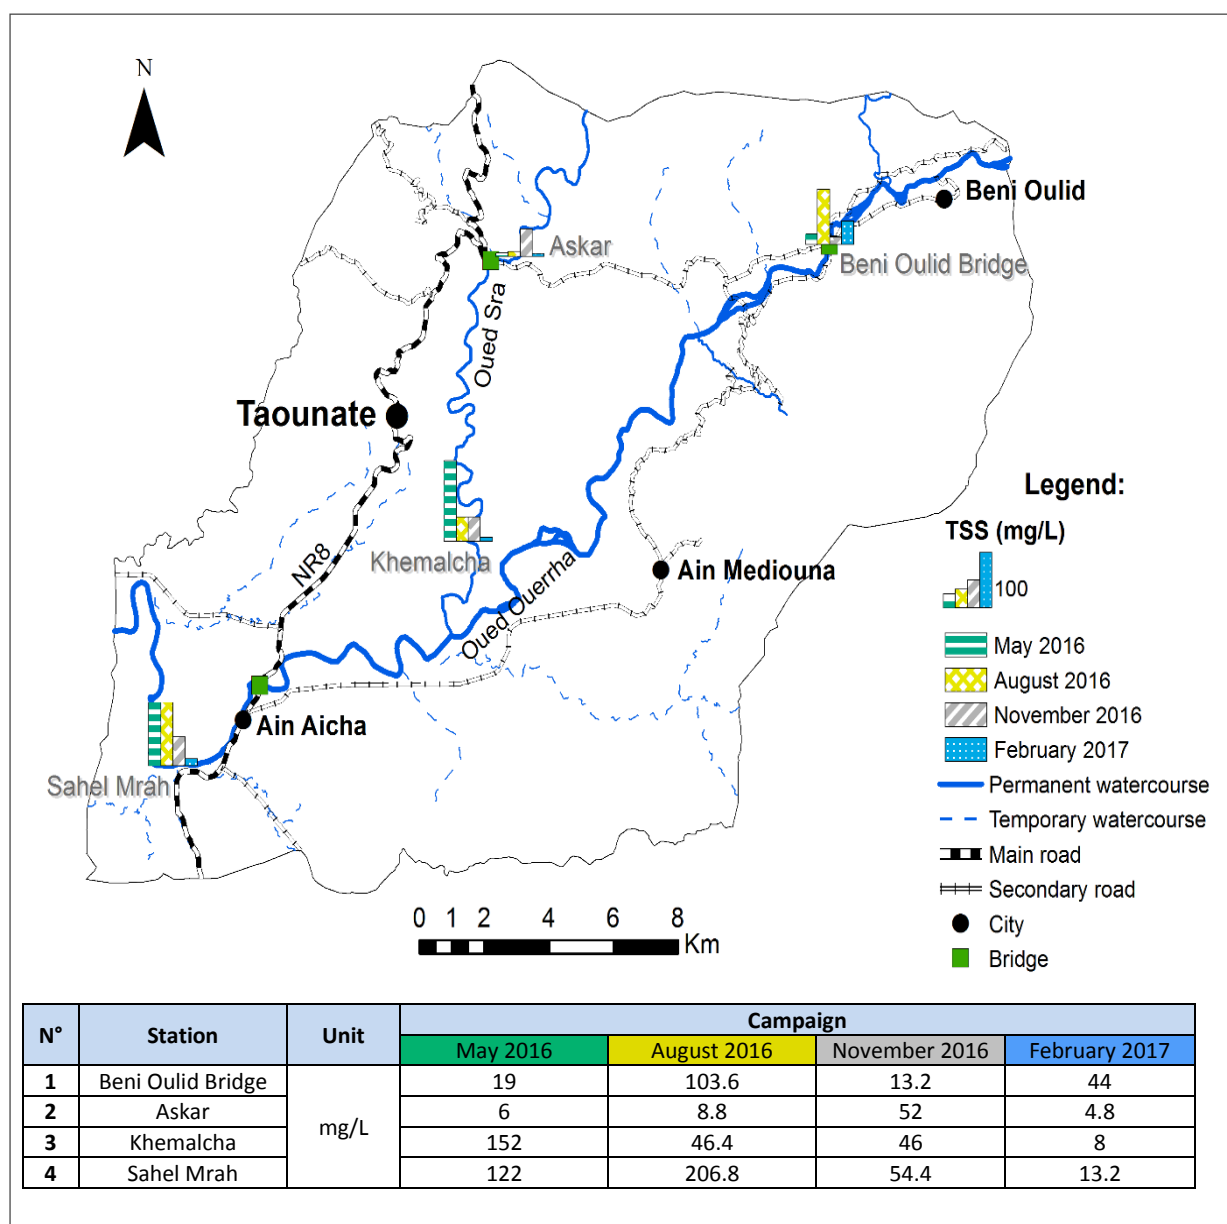 N
Beni Oulid
Askar
Beni Oulid Bridge
Oued Sra
Taounate
Legend:
TSS (mg/L)
100
NR8
Khemalcha
Oued Ouerrha
Ain Mediouna
May 2016
August 2016
November 2016
February 2017
Ain Aicha
Sahel Mrah
Permanent watercourse
Temporary watercourse
Main road
Secondary road
City
Bridge
0 1 2 4 6 8
Km
N° Station Unit Campaign
May 2016 August 2016 November 2016 February 2017
1 Beni Oulid Bridge mg/L 19 103.6 13.2 44
2 Askar 6 8.8 52 4.8
3 Khemalcha 152 46.4 46 8
4 Sahel Mrah 122 206.8 54.4 13.2